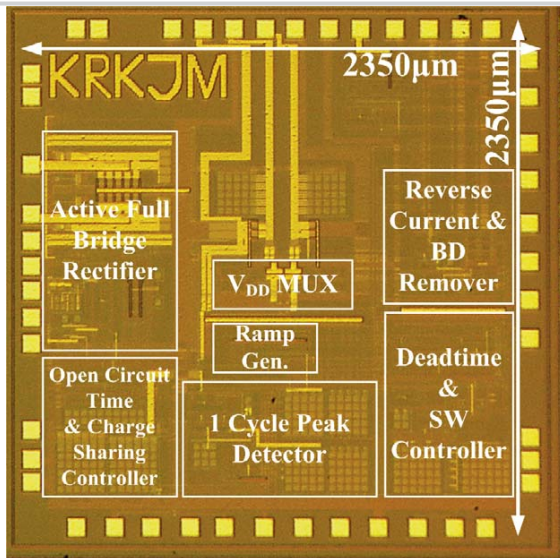 KRKJM
2350µm
2350µm
Active Full
Bridge
Rectifier
Reverse
Current &
BD
Remover
VDD MUX
Ramp
Gen.
Deadtime
&
SW
Controller
Open Circuit
Time
& Charge
Sharing
Controller
1 Cycle Peak
Detector